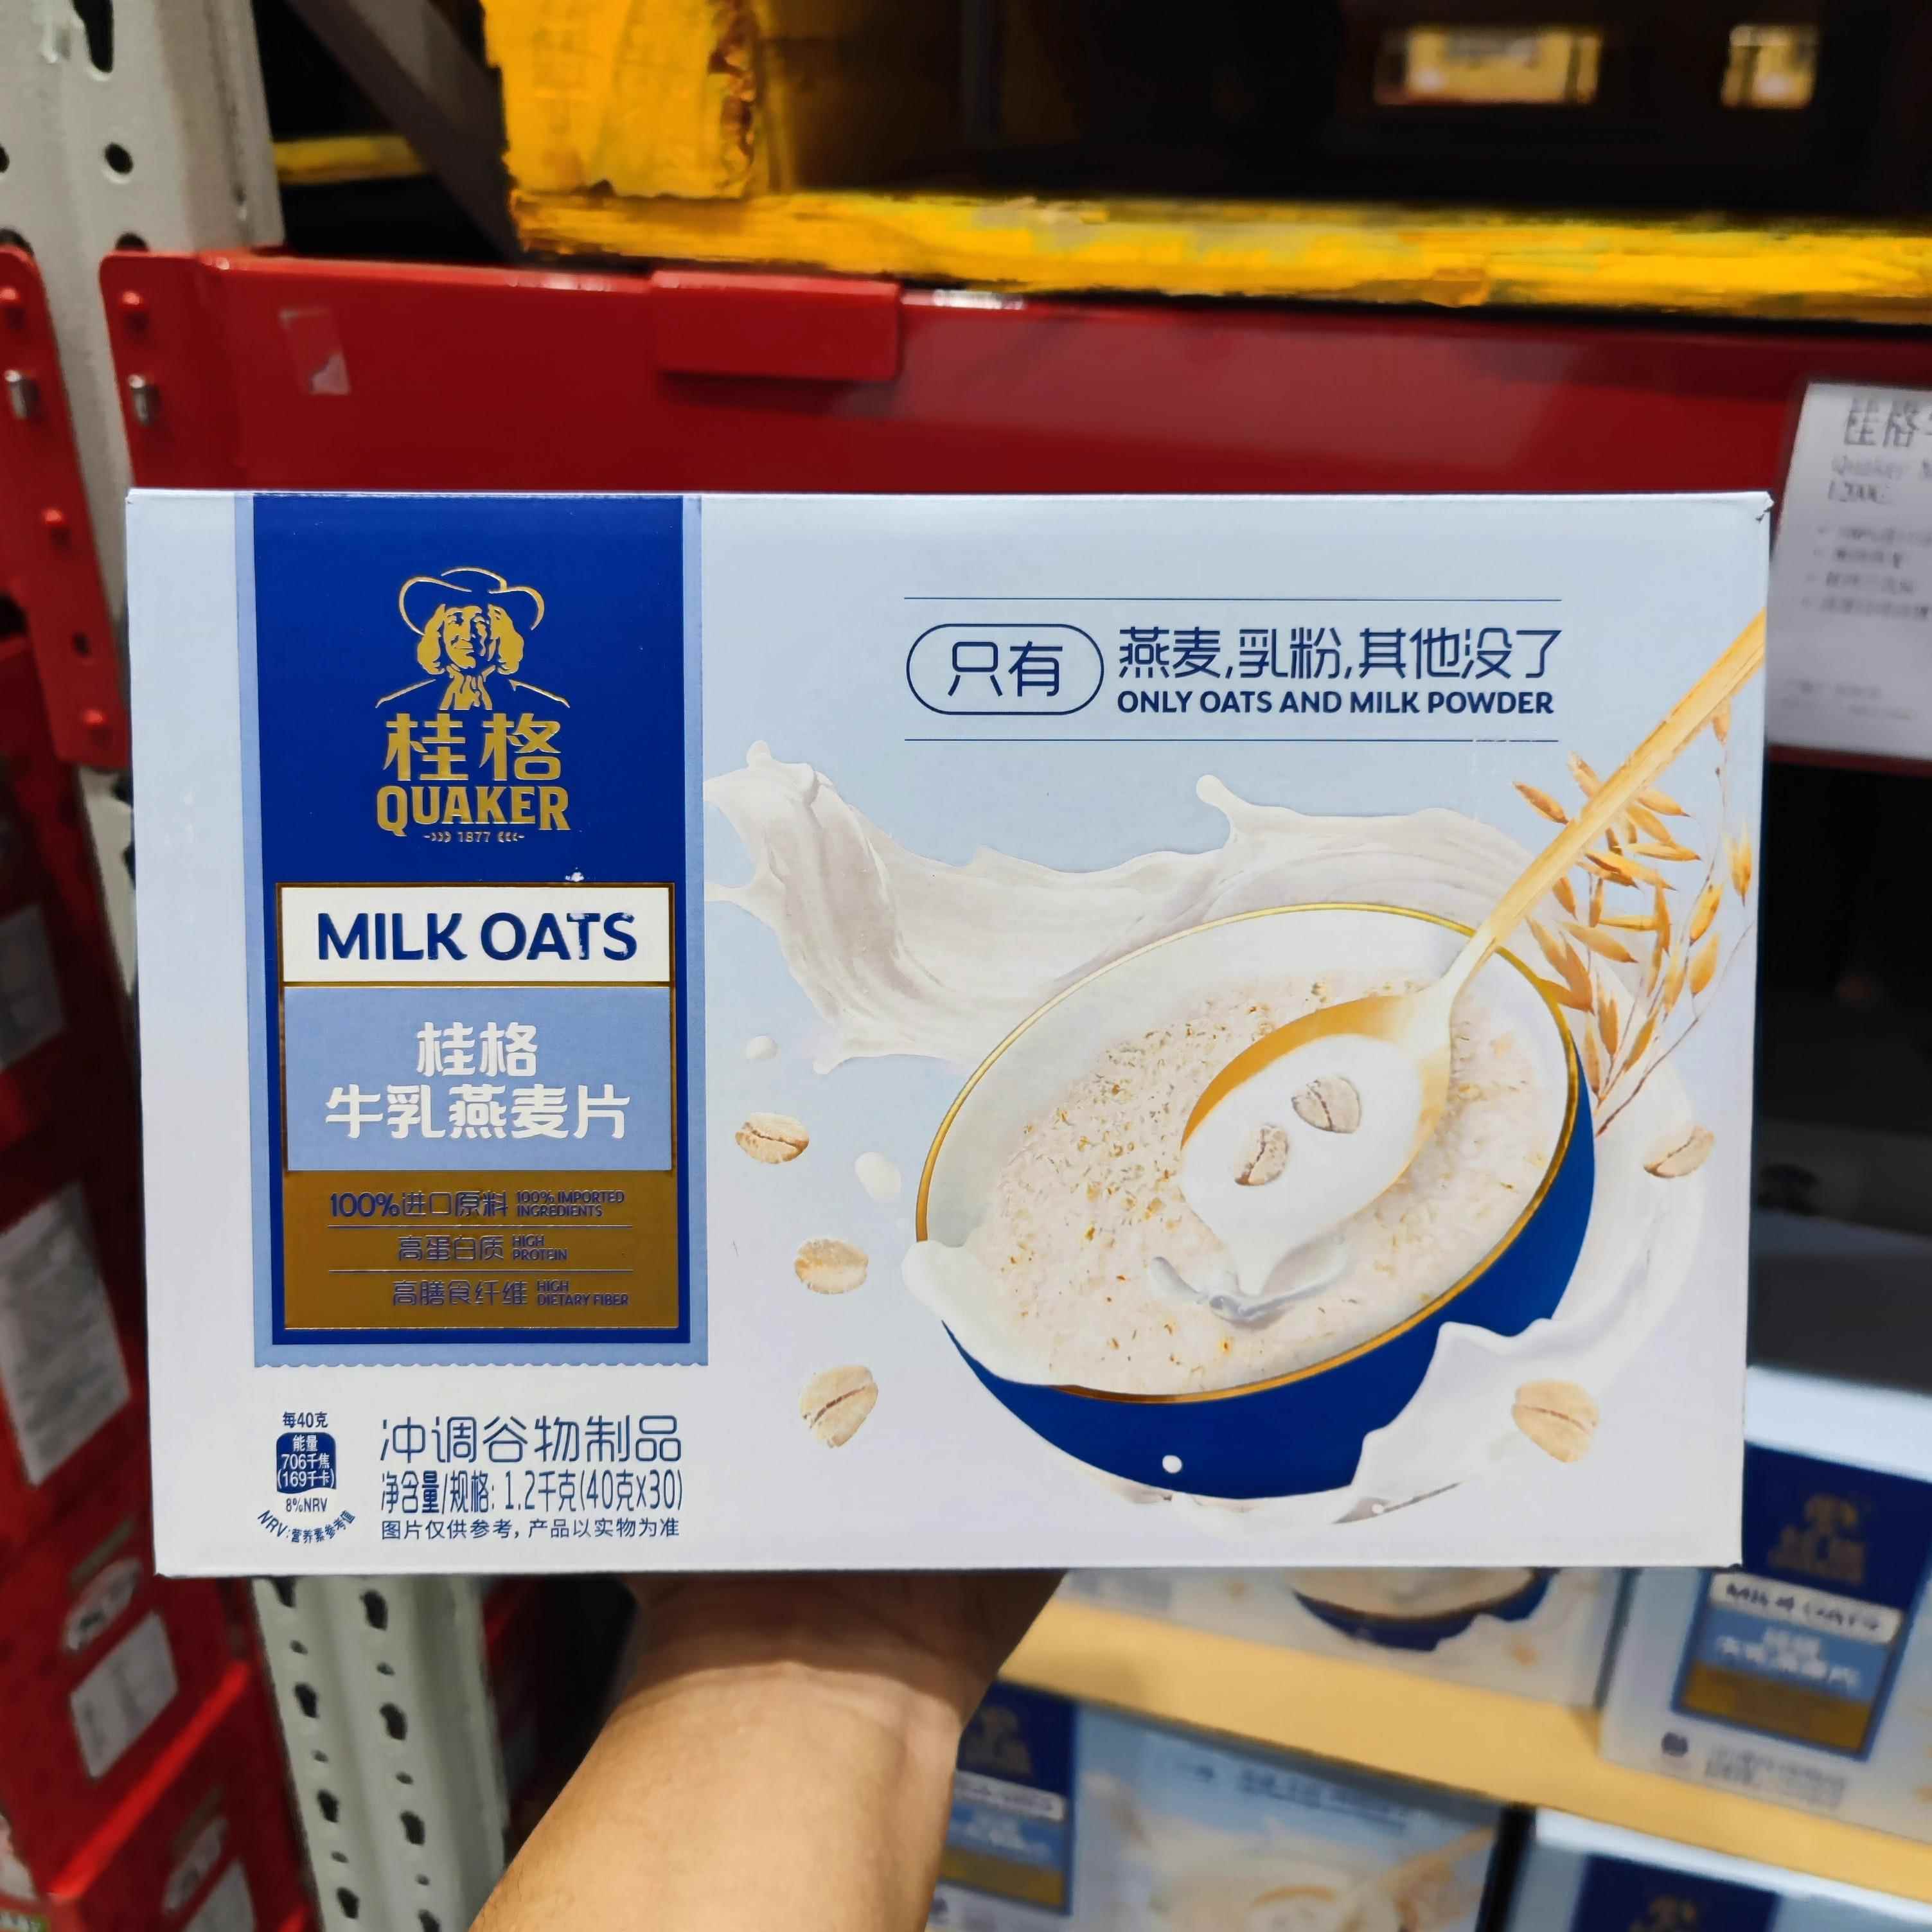 桂格
QUAKER
1877
MILK OATS
桂格
牛乳燕麦片
100%进口原料 100% IMPORTED INGREDIENTS
高蛋白质 HIGH PROTEIN
高膳食纤维 HIGH DIETARY FIBER
只有 燕麦,乳粉,其他没了
ONLY OATS AND MILK POWDER
每40克
能量
706千焦
(169千卡)
8%NRV
NRV:营养素参考值
冲调谷物制品
净含量/规格: 1.2千克(40克x30)
图片仅供参考, 产品以实物为准
桂格
Quaker